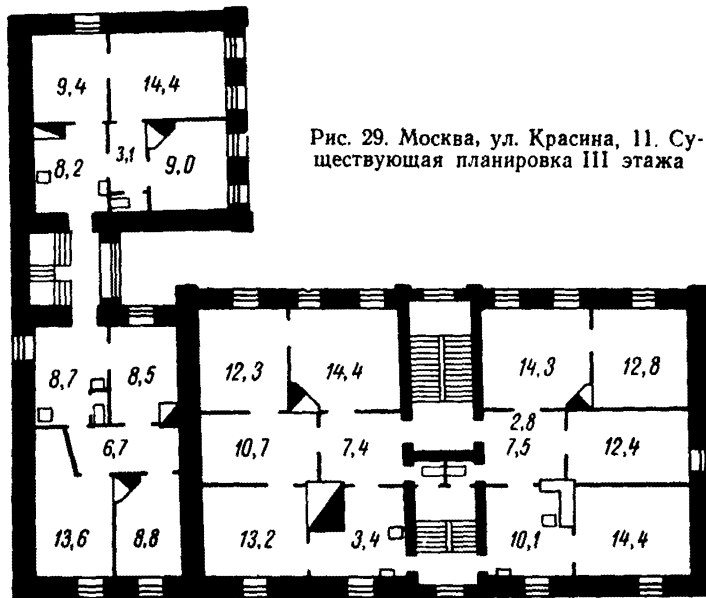 9,4 14,4
Рис. 29. Москва, ул. Красина, 11. Су-
ществующая планировка III этажа
8,2 3,1 9,0
12,3 14,4 14,3 12,8
8,7 8,5
2,8
10,7 7,4 7,5 12,4
6,7
13,6 8,8 13,2 3,4 10,1 14,4